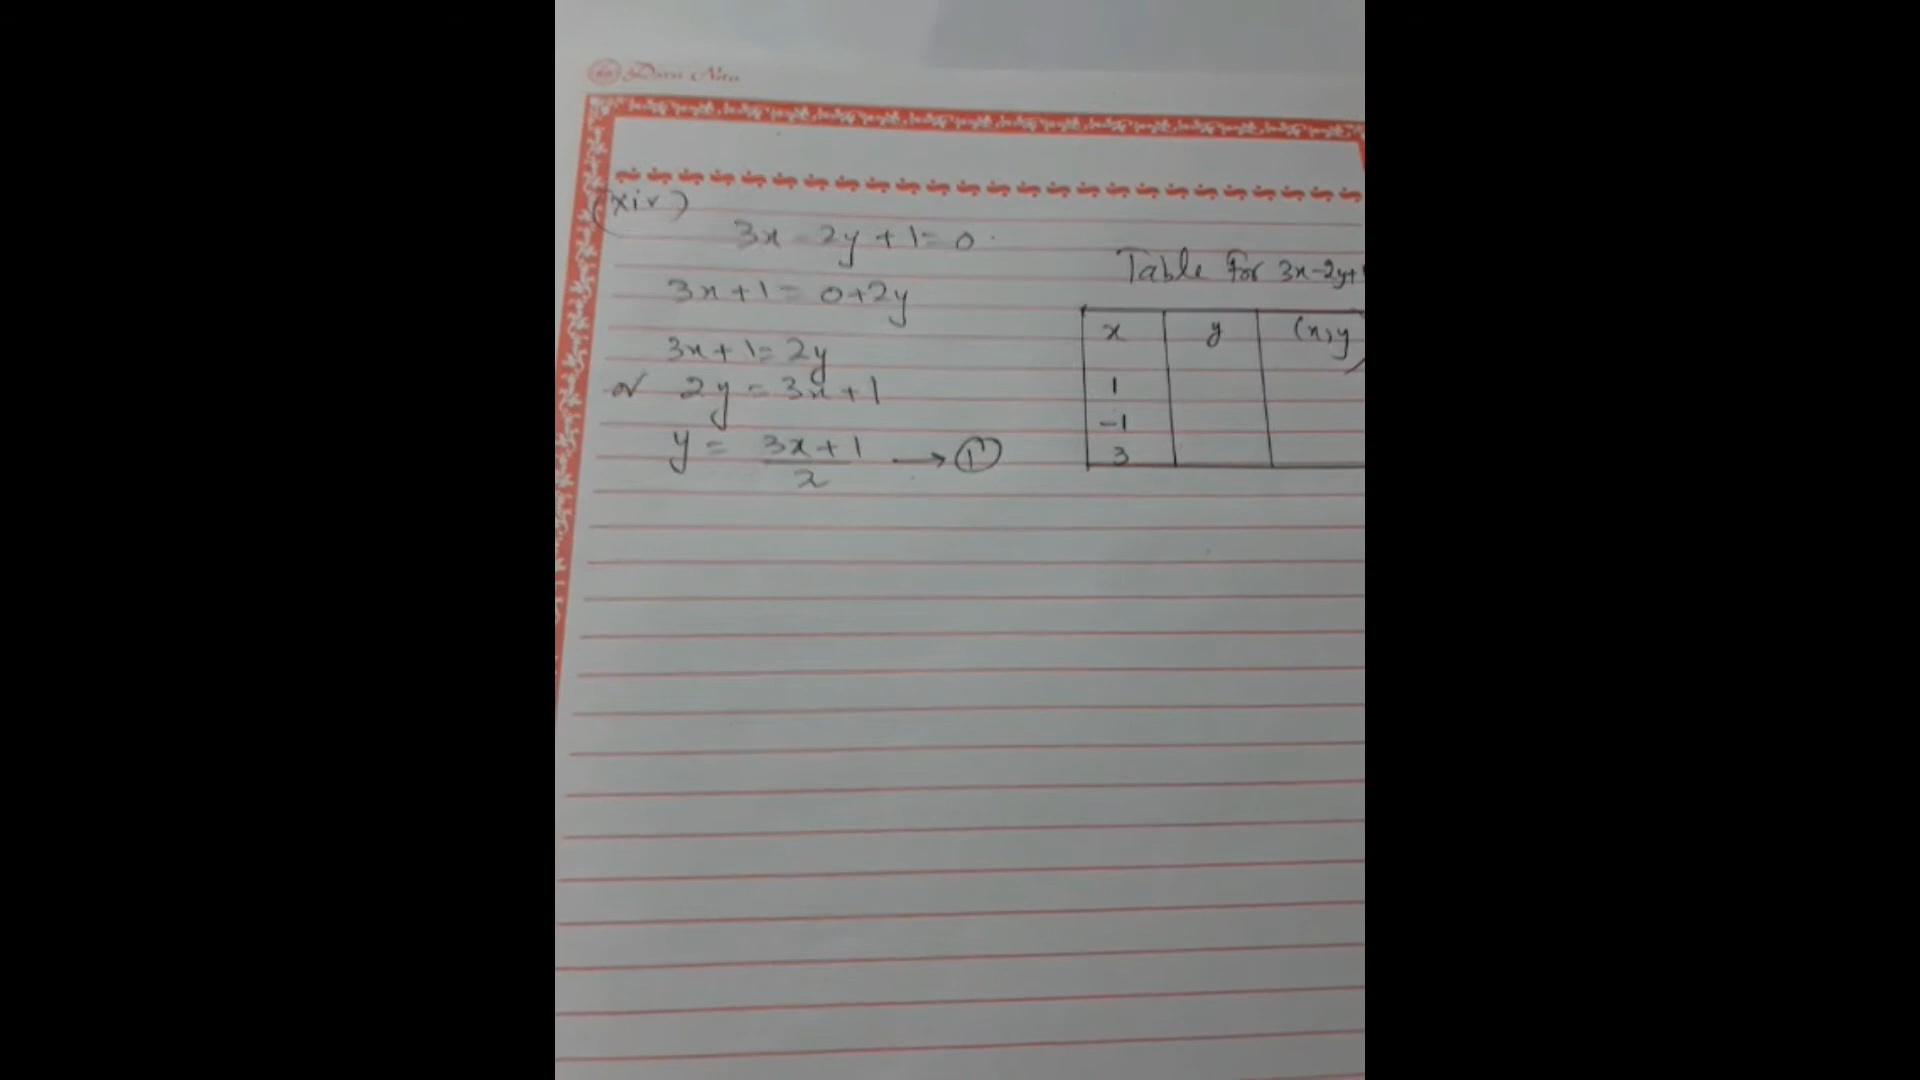 (xiv)
3x - 2y + 1 = 0
3x + 1 = 0 + 2y
3x + 1 = 2y
or 2y = 3x + 1
y = 3x + 1
2
Table For 3x-2y+1
x y (x,y
1
-1
3